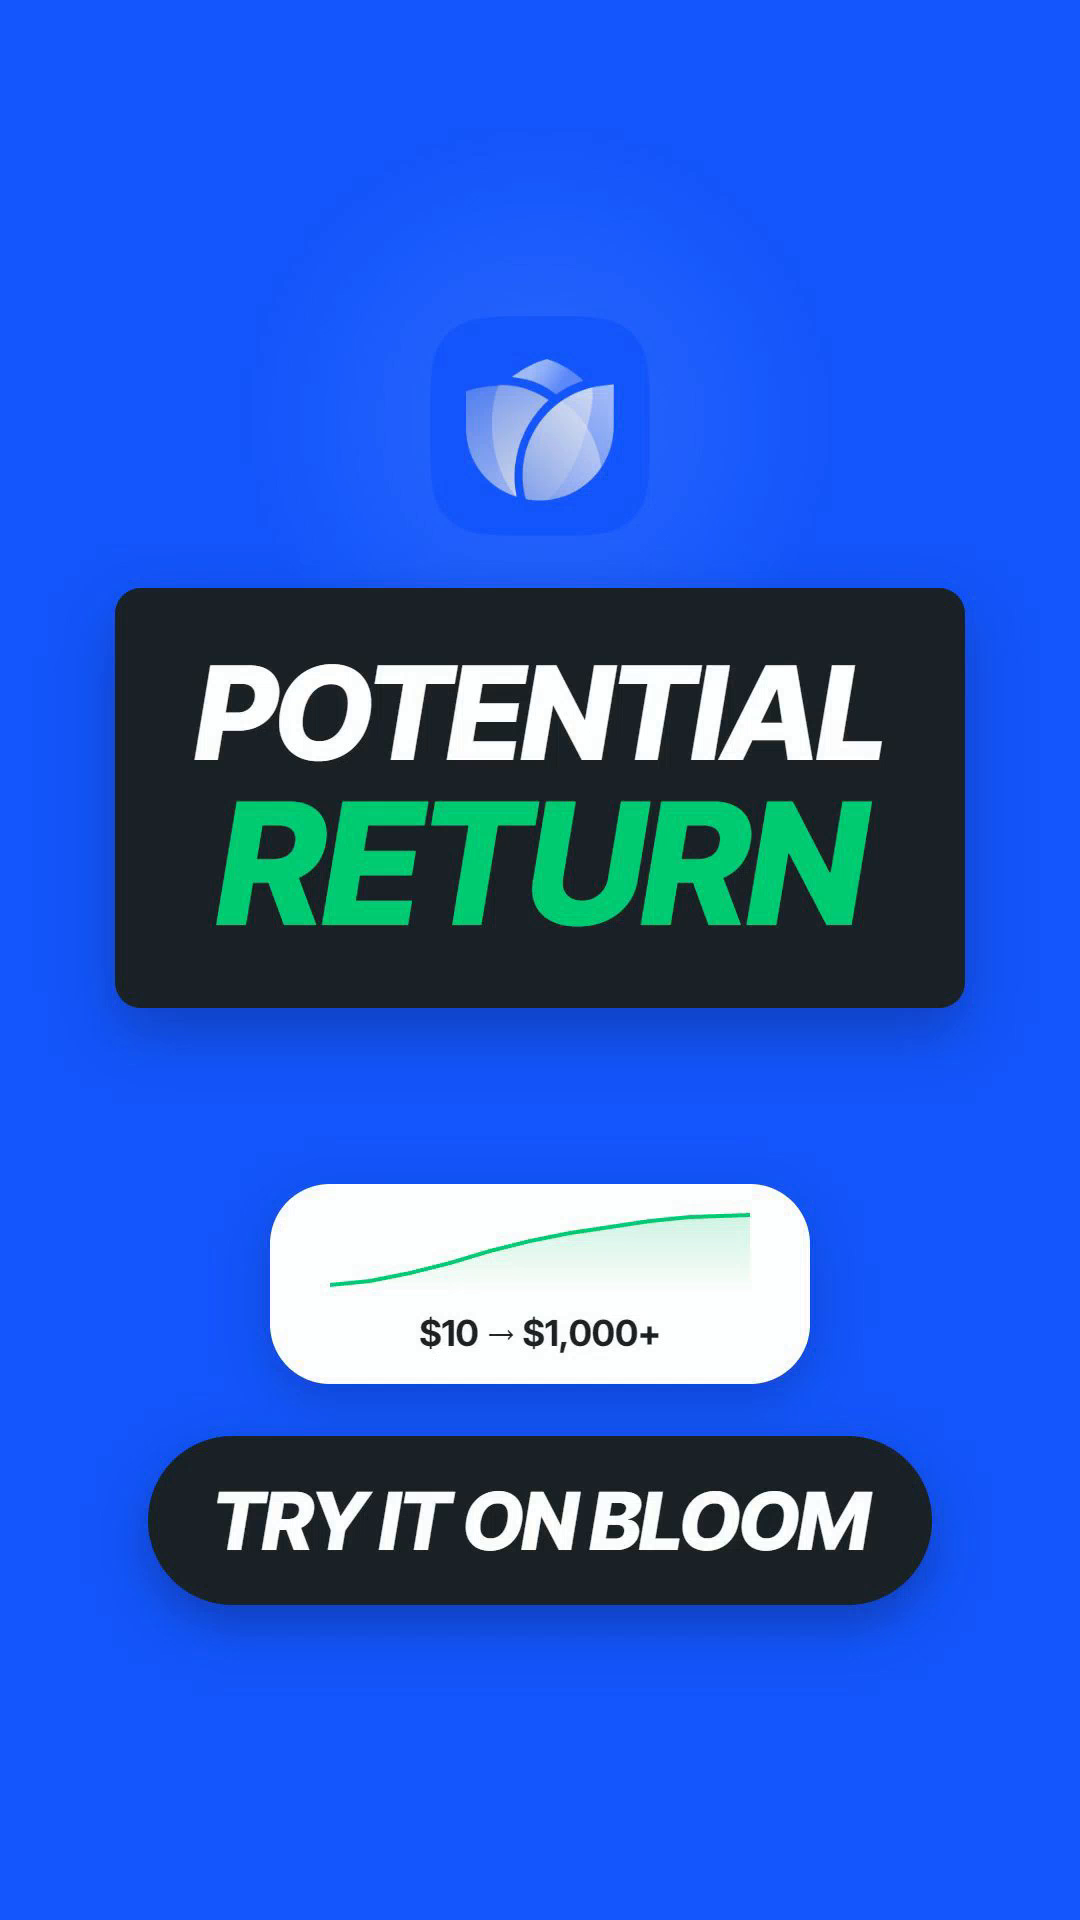 POTENTIAL
RETURN
$10 → $1,000+
TRY IT ON BLOOM